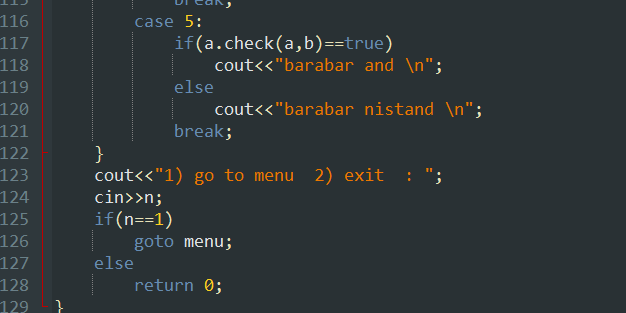 115 break;
116 case 5:
117 if(a.check(a,b)==true)
118 cout<<"barabar and \n";
119 else
120 cout<<"barabar nistand \n";
121 break;
122 }
123 cout<<"1) go to menu  2) exit  : ";
124 cin>>n;
125 if(n==1)
126 goto menu;
127 else
128 return 0;
129 }